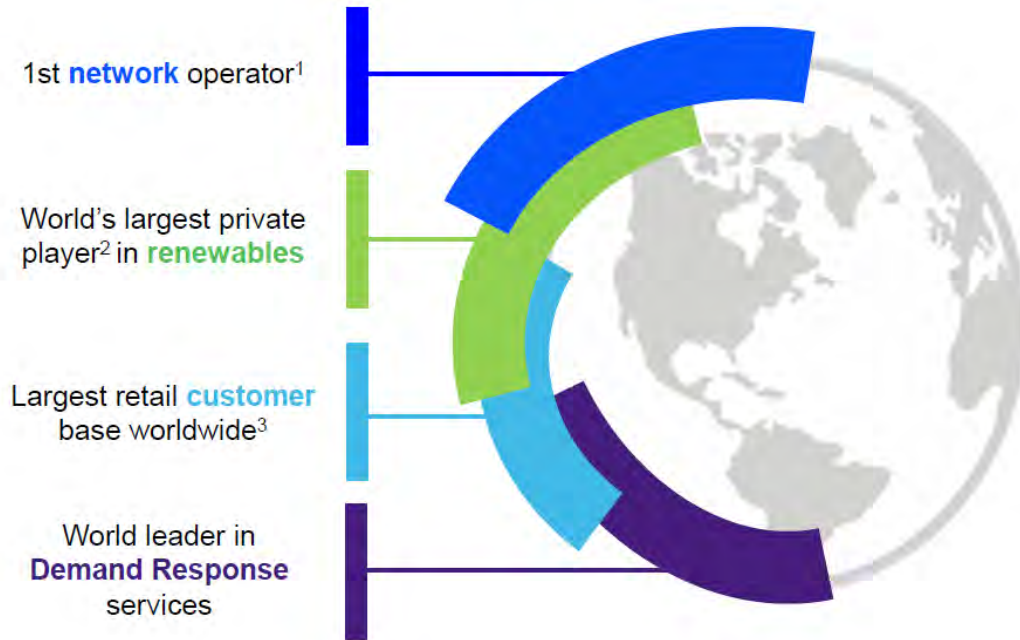 1st network operator¹
World's largest private
player² in renewables
Largest retail customer
base worldwide³
World leader in
Demand Response
services